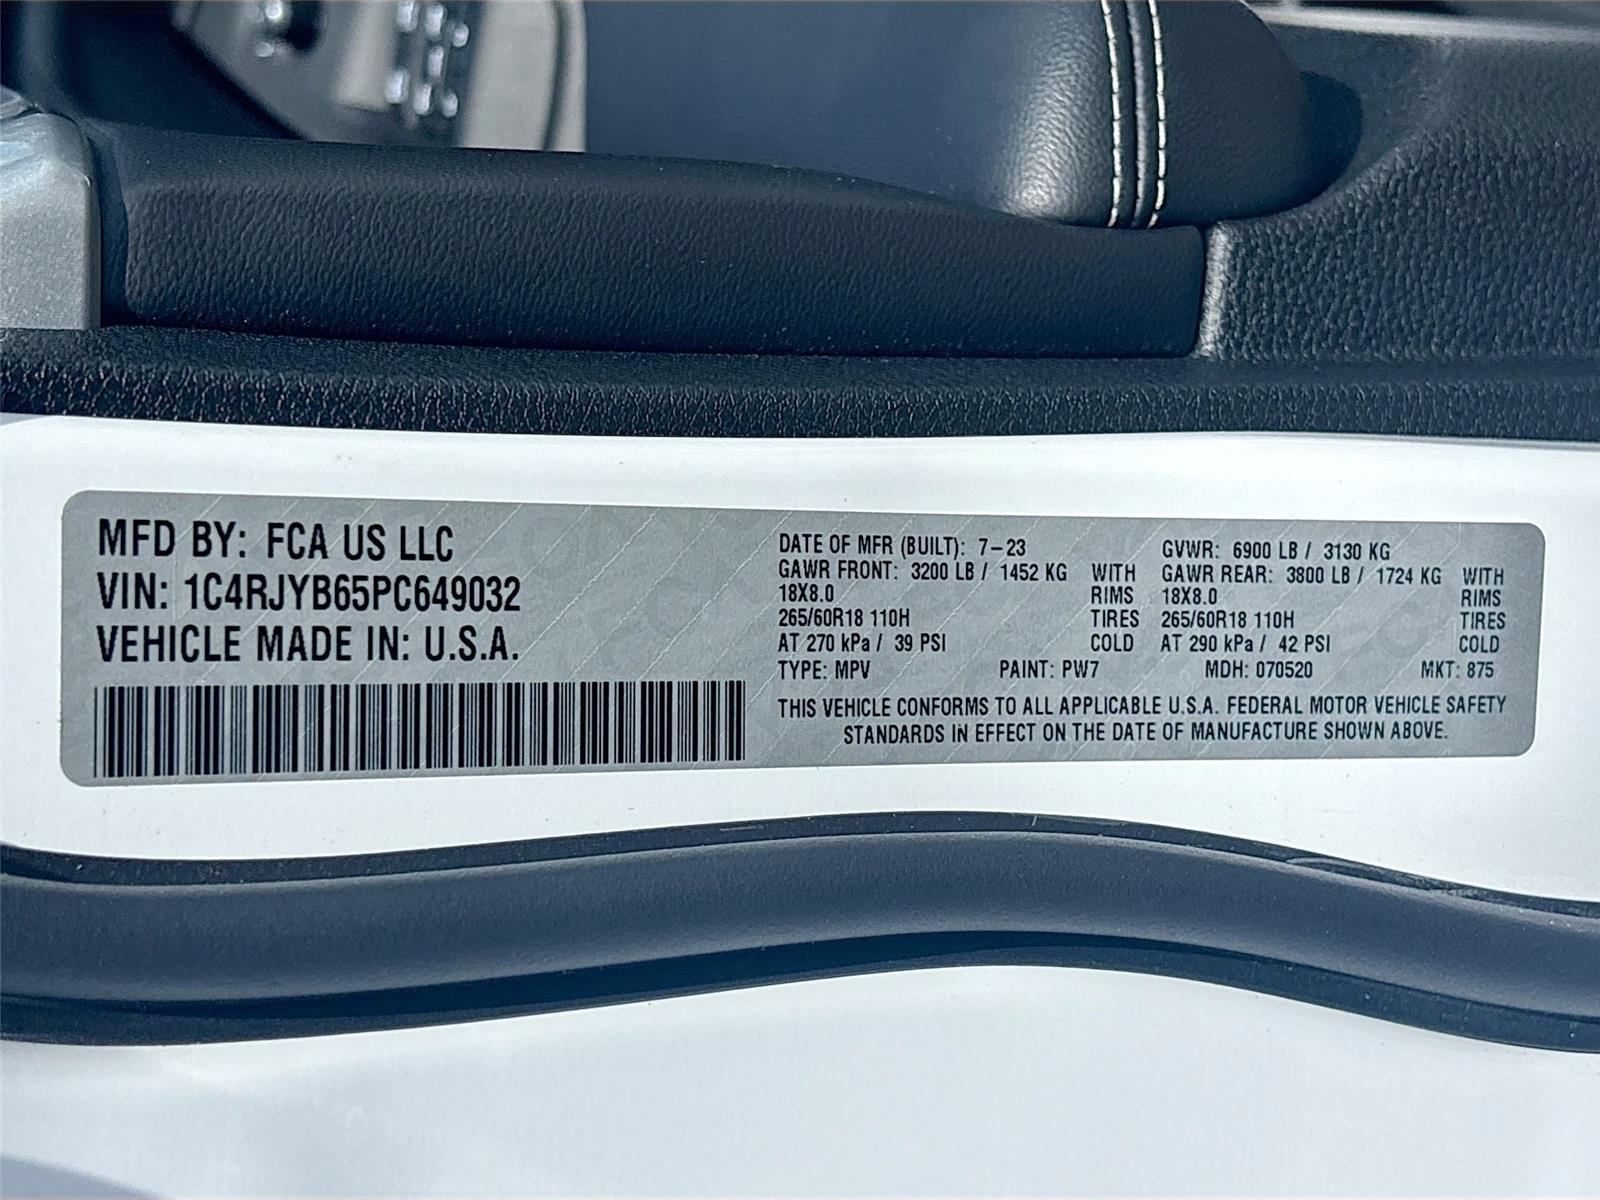 MFD BY: FCA US LLC
VIN: 1C4RJYB65PC649032
VEHICLE MADE IN: U.S.A.
DATE OF MFR (BUILT): 7-23 GVWR: 6900 LB / 3130 KG
GAWR FRONT: 3200 LB / 1452 KG WITH GAWR REAR: 3800 LB / 1724 KG WITH
18X8.0 RIMS 18X8.0 RIMS
265/60R18 110H TIRES 265/60R18 110H TIRES
AT 270 kPa / 39 PSI COLD AT 290 kPa / 42 PSI COLD
TYPE: MPV PAINT: PW7 MDH: 070520 MKT: 875
THIS VEHICLE CONFORMS TO ALL APPLICABLE U.S.A. FEDERAL MOTOR VEHICLE SAFETY
STANDARDS IN EFFECT ON THE DATE OF MANUFACTURE SHOWN ABOVE.